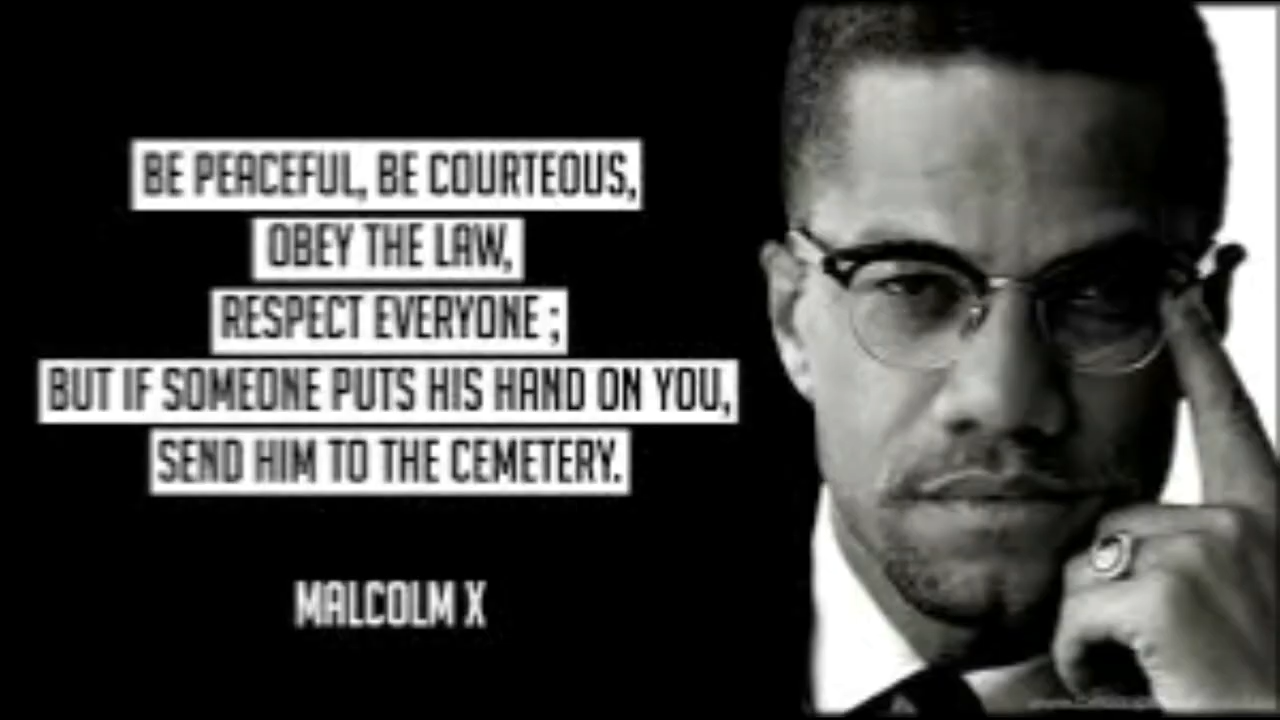 BE PEACEFUL, BE COURTEOUS,
OBEY THE LAW,
RESPECT EVERYONE ;
BUT IF SOMEONE PUTS HIS HAND ON YOU,
SEND HIM TO THE CEMETERY.
MALCOLM X